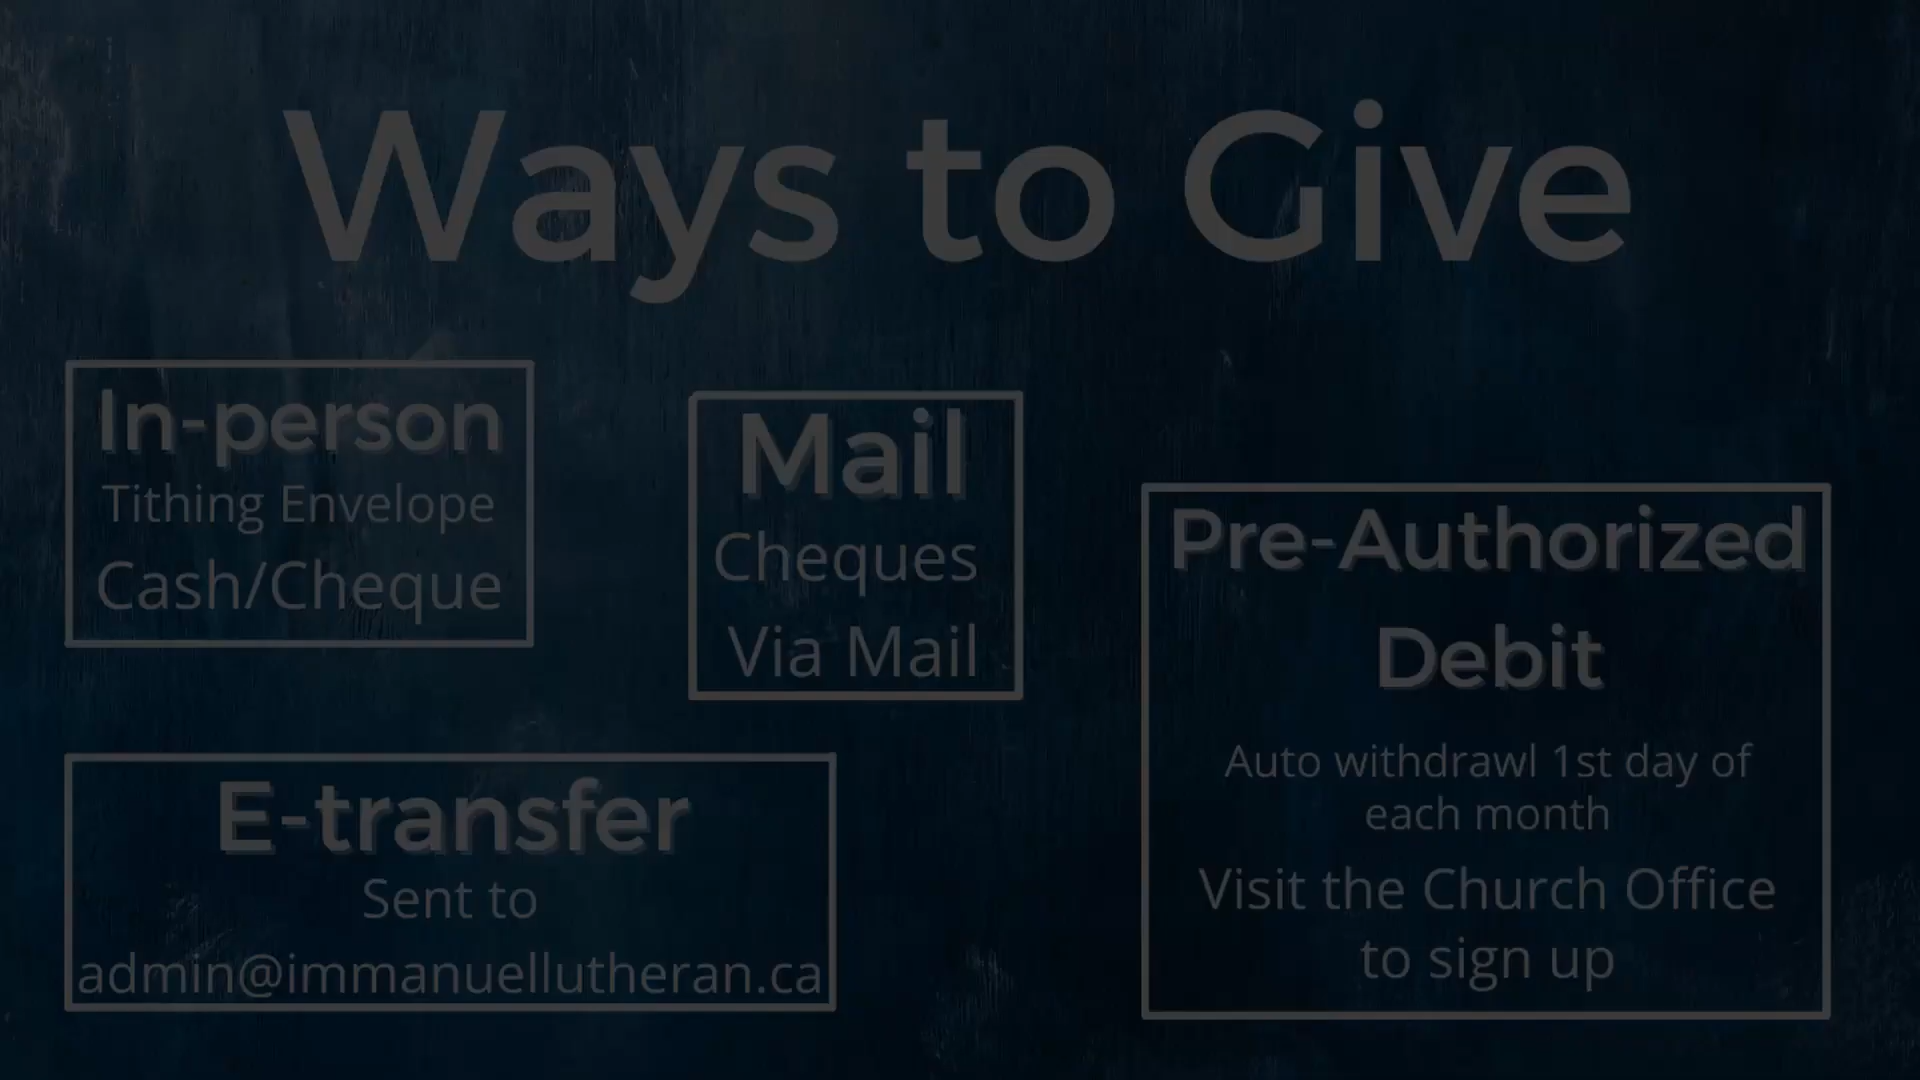 Ways to Give
In-person
Tithing Envelope
Cash/Cheque
Mail
Cheques
Via Mail
Pre-Authorized
Debit
Auto withdrawl 1st day of
each month
Visit the Church Office
to sign up
E-transfer
Sent to
admin@immanuellutheran.ca